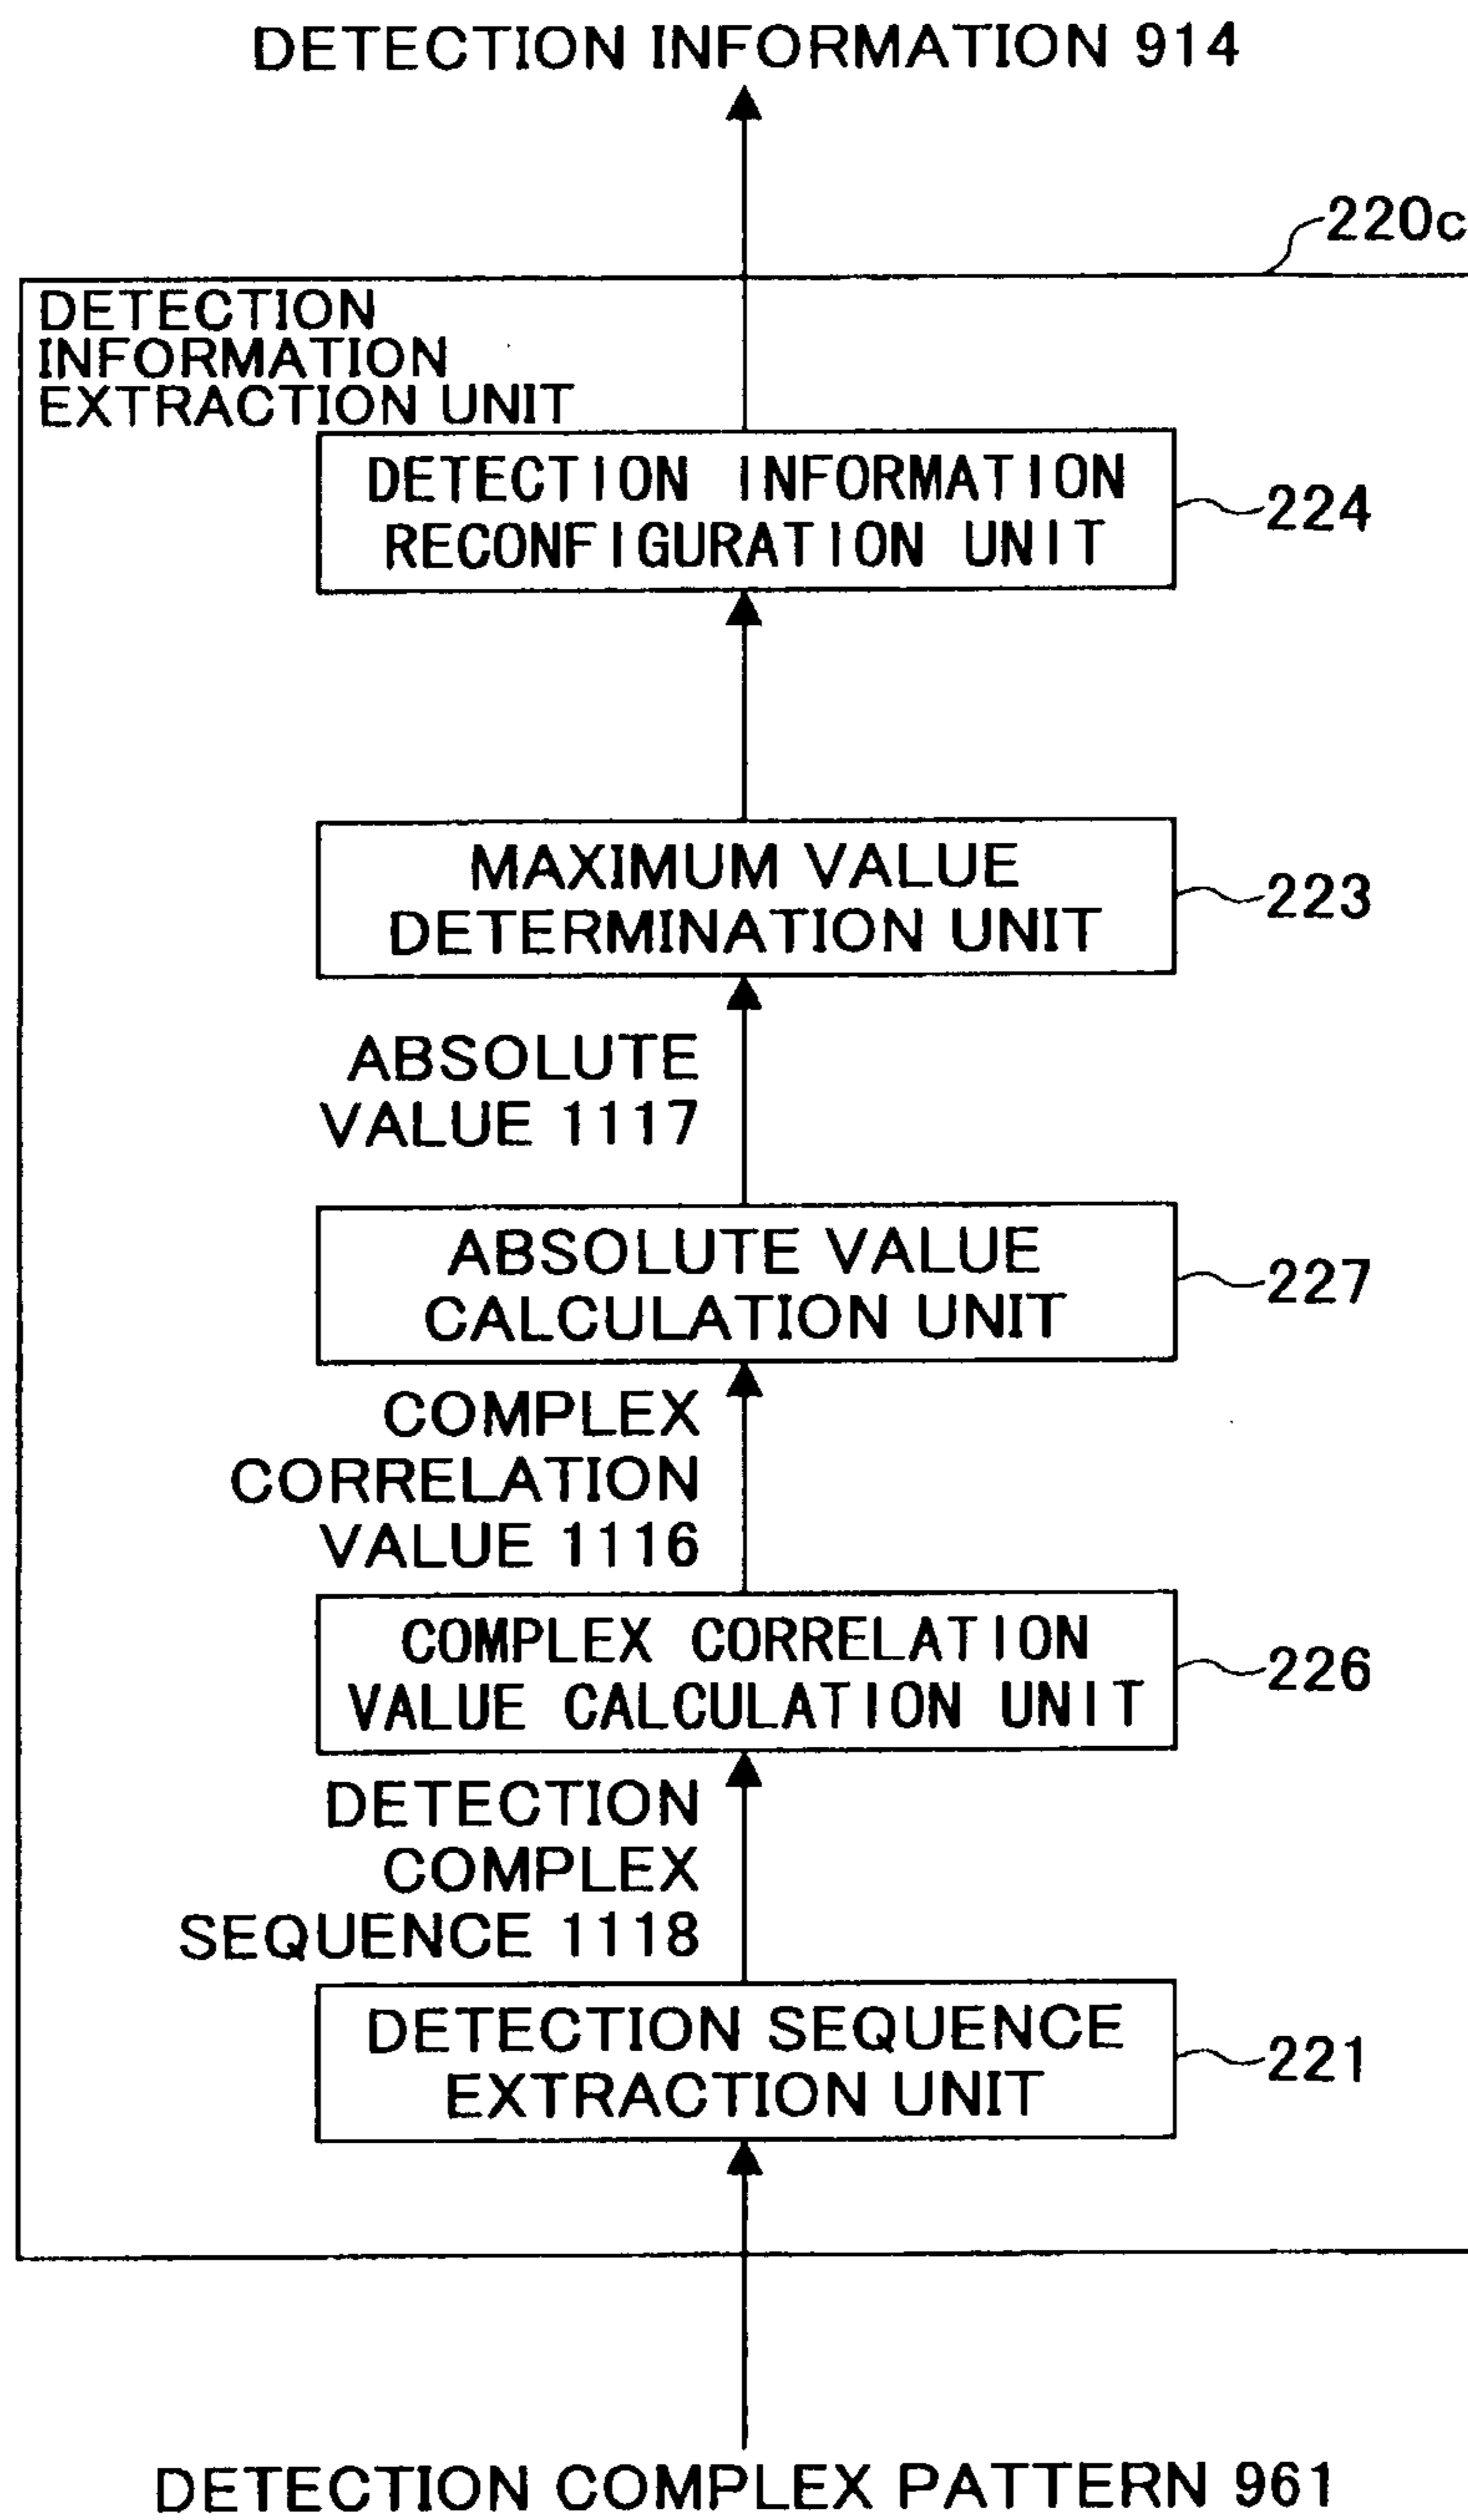 DETECTION INFORMATION 914
220c
DETECTION
INFORMATION
EXTRACTION UNIT
DETECTION INFORMATION
RECONFIGURATION UNIT
224
MAXIMUM VALUE
DETERMINATION UNIT
223
ABSOLUTE
VALUE 1117
ABSOLUTE VALUE
CALCULATION UNIT
227
COMPLEX
CORRELATION
VALUE 1116
COMPLEX CORRELATION
VALUE CALCULATION UNIT
226
DETECTION
COMPLEX
SEQUENCE 1118
DETECTION SEQUENCE
EXTRACTION UNIT
221
DETECTION COMPLEX PATTERN 961